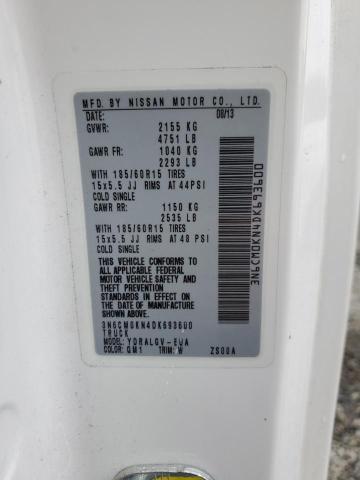 MFD. BY NISSAN MOTOR CO., LTD.
DATE: 08/13
GVWR: 2155 KG
4751 LB
GAWR FR: 1040 KG
2293 LB
WITH 185/60R15 TIRES
15x5.5 JJ RIMS AT 44PSI
COLD SINGLE
GAWR RR: 1150 KG
2535 LB
WITH 185/60R15 TIRES
15x5.5 JJ RIMS AT 48 PSI
COLD SINGLE
THIS VEHICLE CONFORMS TO
ALL APPLICABLE FEDERAL
MOTOR VEHICLE SAFETY
STANDARDS IN EFFECT ON
THE DATE OF MANUFACTURE
SHOWN ABOVE.
3N6CM0KN4DK693600
TRUCK
MODEL: YDRALGV-EUA
COLOR: QM1 TRIM: W ZS00A
3N6CM0KN4DK693600